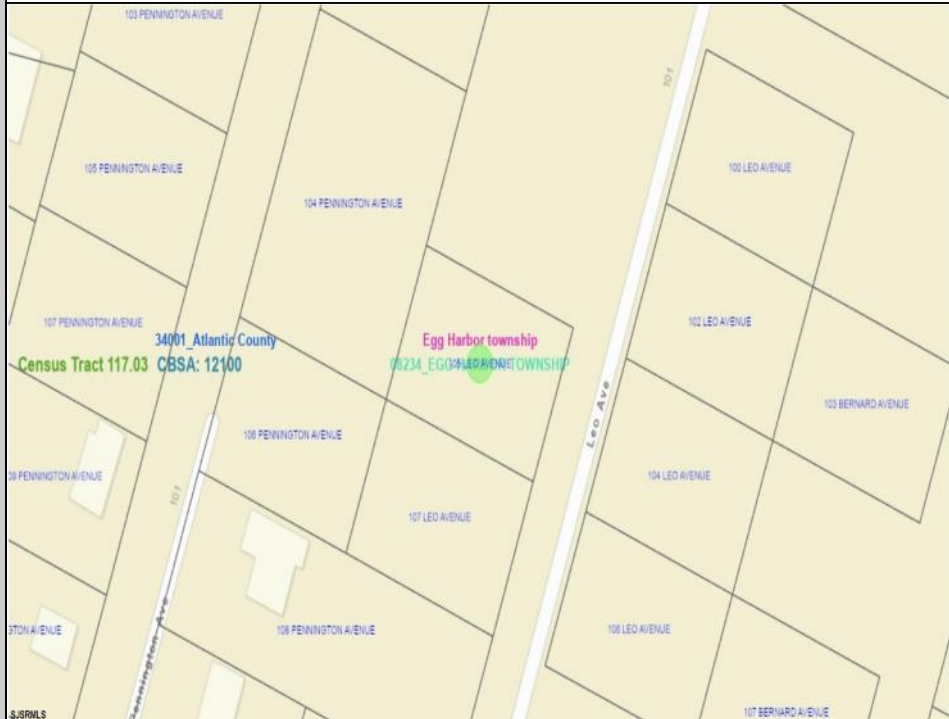 103 PENNINGTON AVENUE
101
105 PENNINGTON AVENUE
100 LEO AVENUE
104 PENNINGTON AVENUE
107 PENNINGTON AVENUE
102 LEO AVENUE
34001_Atlantic County
Egg Harbor township
Census Tract 117.03 CBSA: 12100
08234_EGG TOWNSHIP
LEO AVENUE
103 BERNARD AVENUE
Leo Ave
106 PENNINGTON AVENUE
PENNINGTON AVENUE
104 LEO AVENUE
101
107 LEO AVENUE
AVENUE
108 PENNINGTON AVENUE
106 LEO AVENUE
Pennington Ave
107 BERNARD AVENUE
SJSRMLS